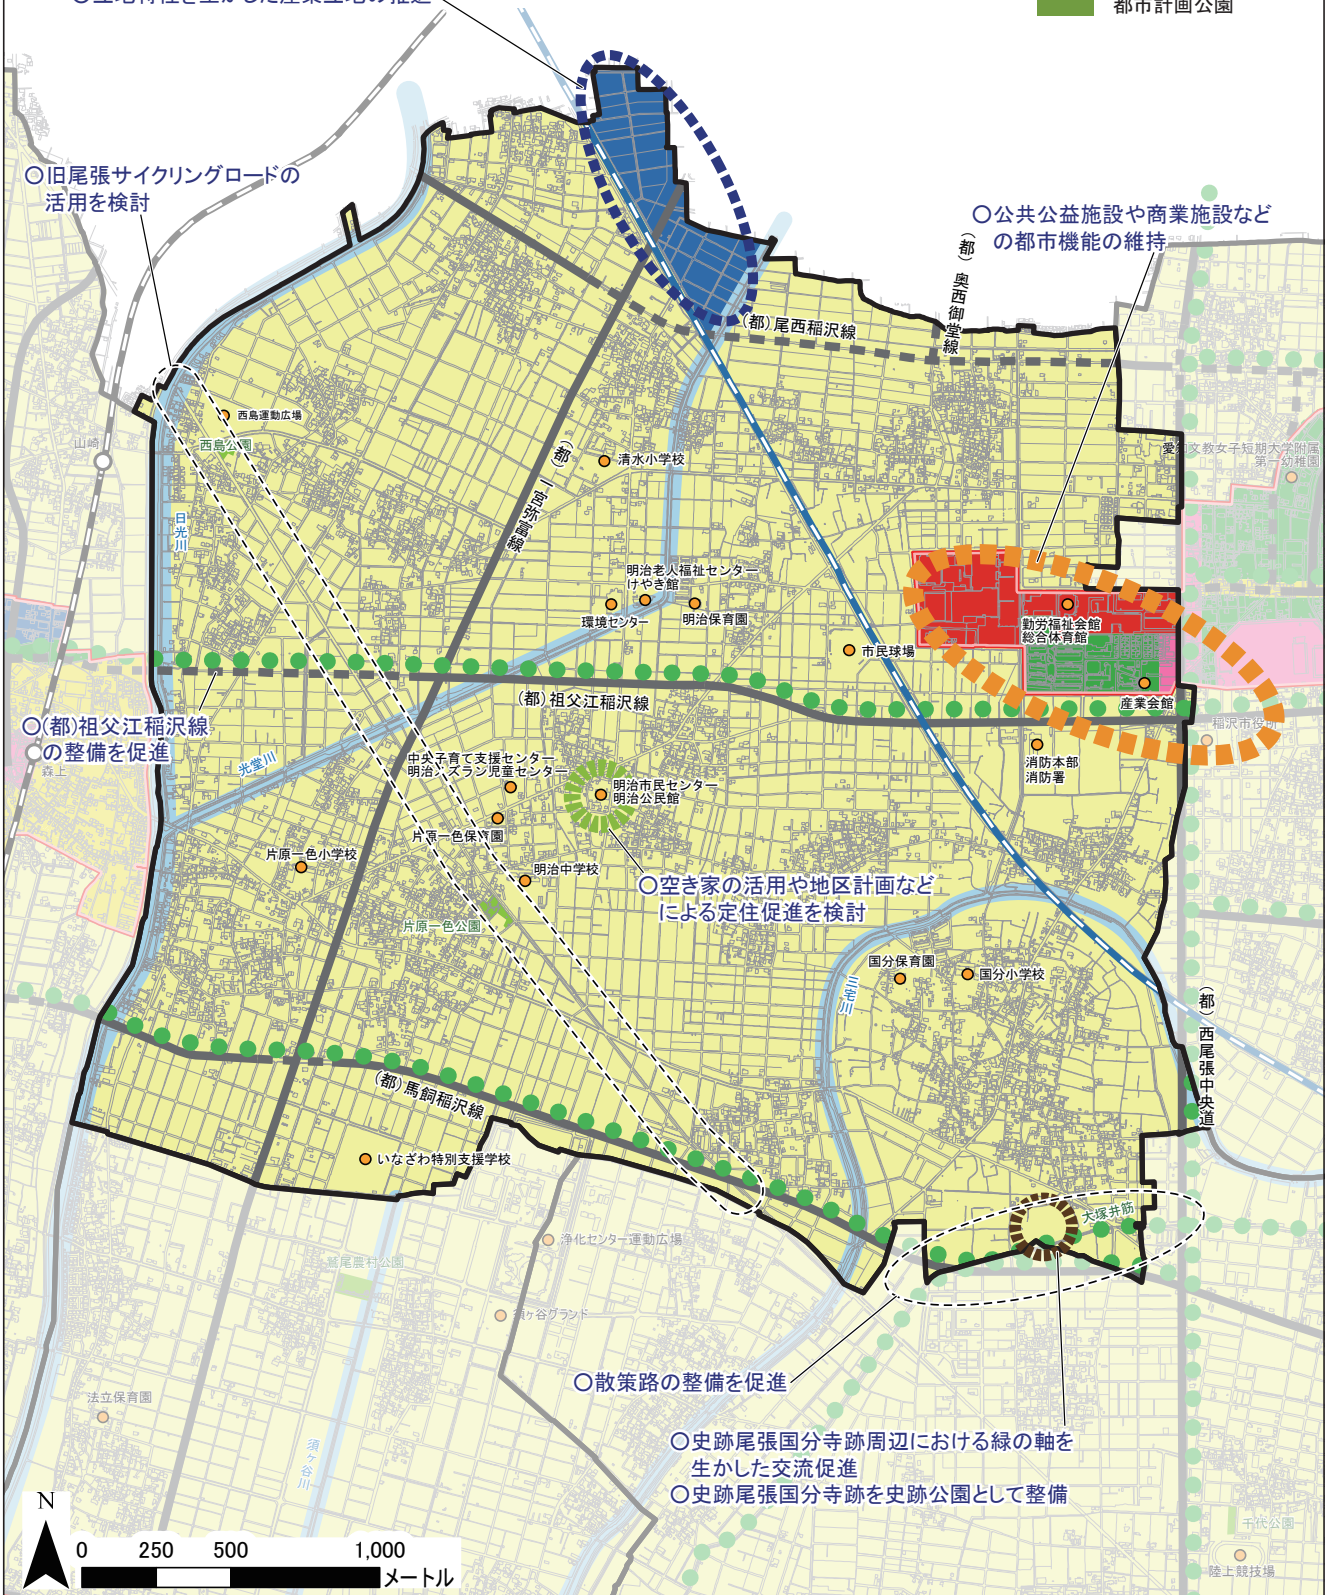 ○立地特性を生かした産業立地の推進
都市計画公園
○旧尾張サイクリングロードの
活用を検討
○公共公益施設や商業施設など
の都市機能の維持
(都)奥西御堂線
(都)尾西稲沢線
西島運動広場
西島公園
山崎
清水小学校
(都)一宮弥富線
愛知文教女子短期大学附属
第一幼稚園
日光川
明治老人福祉センター
けやき館
環境センター
明治保育園
勤労福祉会館
総合体育館
市民球場
産業会館
(都)祖父江稲沢線
○(都)祖父江稲沢線
の整備を促進
稲沢市役所
森上
光堂川
中央子育て支援センター
明治スズラン児童センター
明治市民センター
明治公民館
消防本部
消防署
片原一色保育園
片原一色小学校
明治中学校
○空き家の活用や地区計画など
による定住促進を検討
片原一色公園
国分保育園
国分小学校
三宅川
(都)西尾張中央道
(都)馬飼稲沢線
いなざわ特別支援学校
大塚井筋
浄化センター運動広場
鷲尾農村公園
須ヶ谷グランド
○散策路の整備を促進
法立保育園
須ヶ谷川
○史跡尾張国分寺跡周辺における緑の軸を
生かした交流促進
○史跡尾張国分寺跡を史跡公園として整備
千代公園
陸上競技場
N
0 250 500 1,000
メートル